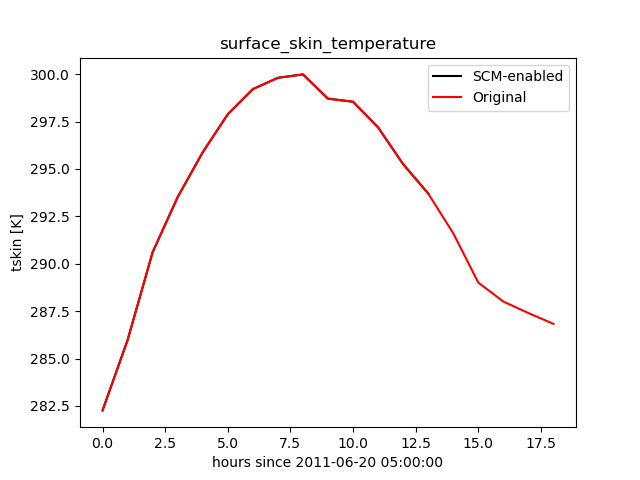 surface_skin_temperature
SCM-enabled
Original
300.0
297.5
295.0
292.5
290.0
287.5
285.0
282.5
tskin [K]
0.0 2.5 5.0 7.5 10.0 12.5 15.0 17.5
hours since 2011-06-20 05:00:00